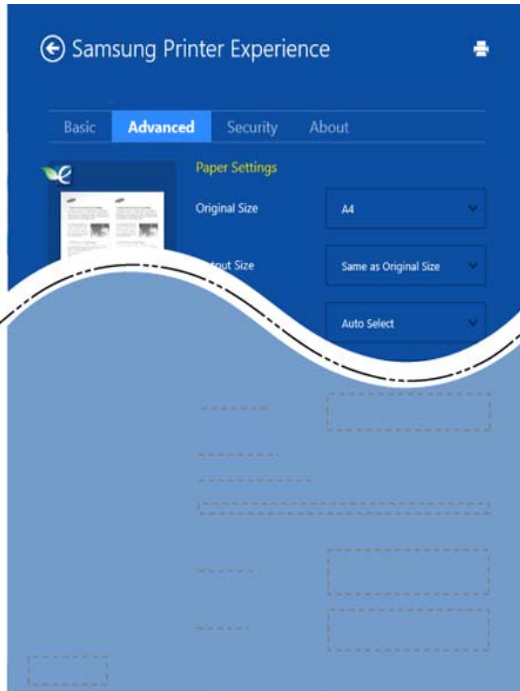 Samsung Printer Experience
Basic Advanced Security About
Paper Settings
Original Size A4
Size Same as Original Size
Auto Select